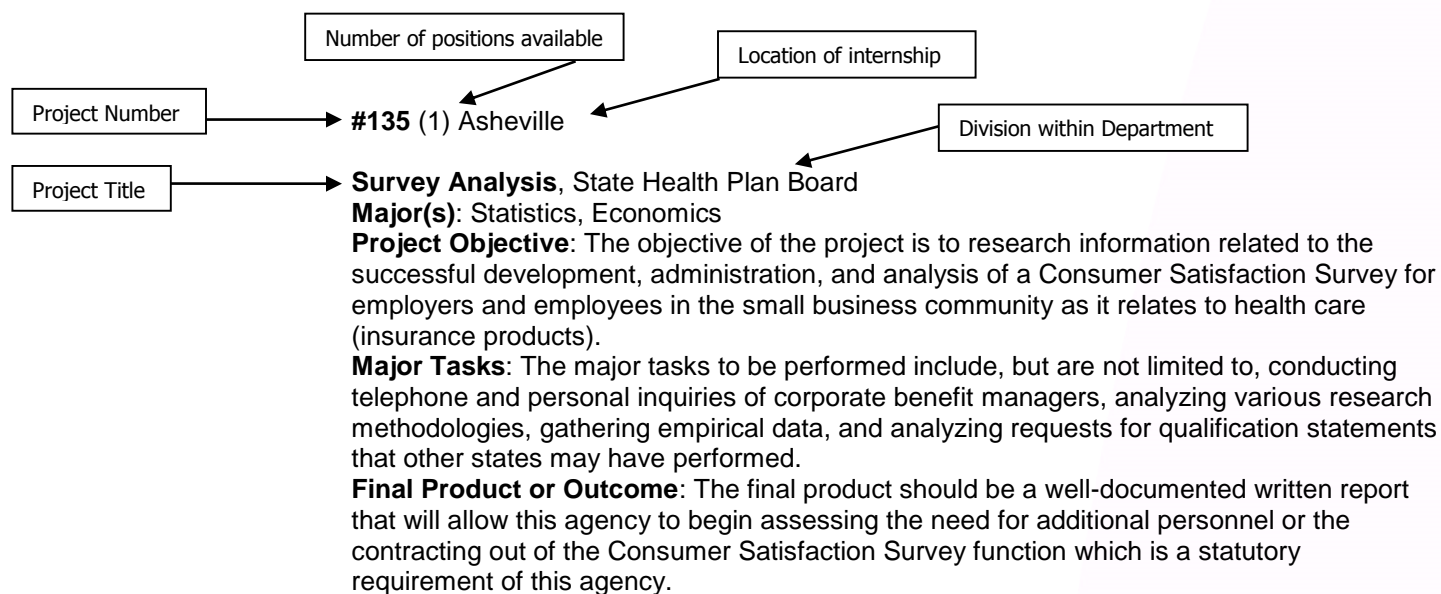 Number of positions available
Location of internship
Project Number
#135 (1) Asheville
Division within Department
Project Title
Survey Analysis, State Health Plan Board
Major(s): Statistics, Economics
Project Objective: The objective of the project is to research information related to the
successful development, administration, and analysis of a Consumer Satisfaction Survey for
employers and employees in the small business community as it relates to health care
(insurance products).
Major Tasks: The major tasks to be performed include, but are not limited to, conducting
telephone and personal inquiries of corporate benefit managers, analyzing various research
methodologies, gathering empirical data, and analyzing requests for qualification statements
that other states may have performed.
Final Product or Outcome: The final product should be a well-documented written report
that will allow this agency to begin assessing the need for additional personnel or the
contracting out of the Consumer Satisfaction Survey function which is a statutory
requirement of this agency.